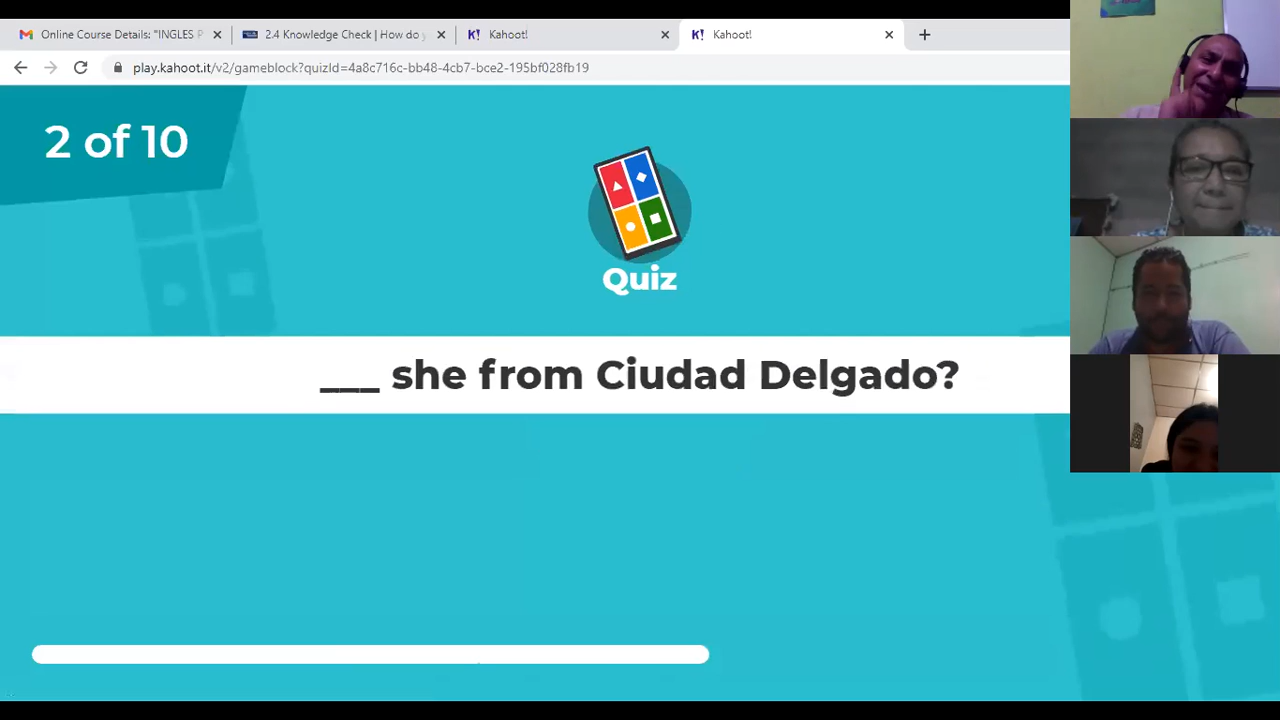 Online Course Details: "INGLES P
2.4 Knowledge Check | How do y
Kahoot!
Kahoot!
play.kahoot.it/v2/gameblock?quizId=4a8c716c-bb48-4cb7-bce2-195bf028fb19
2 of 10
Quiz
___ she from Ciudad Delgado?